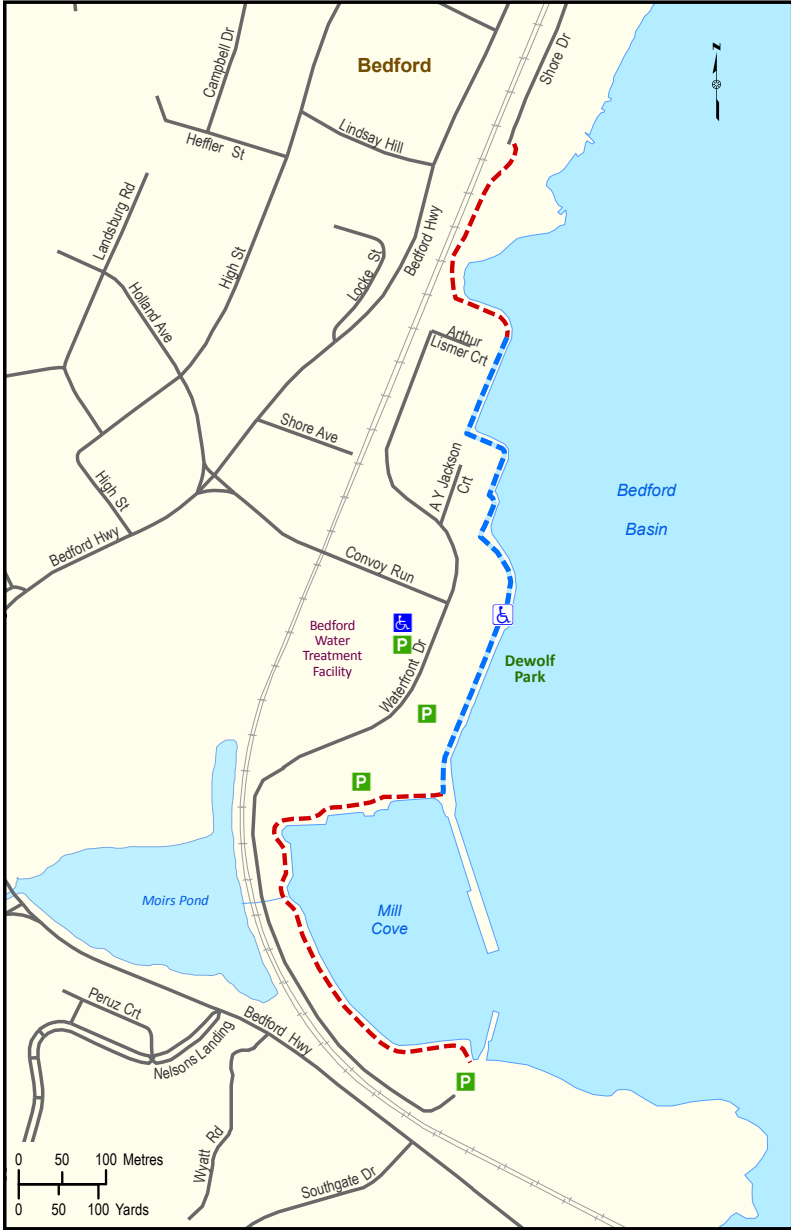 Bedford
Campbell Dr
Shore Dr
N
Lindsay Hill
Heffler St
Landsburg Rd
High St
Locke St
Bedford Hwy
Holland Ave
Arthur
Lismer Crt
Shore Ave
High St
A Y Jackson
Crt
Bedford
Basin
Bedford Hwy
Convoy Run
Bedford
Water
Treatment
Facility
P
Waterfront Dr
Dewolf
Park
P
P
Moirs Pond
Mill
Cove
Peruz Crt
Nelsons Landing
Bedford Hwy
P
Wyatt Rd
Southgate Dr
0 50 100 Metres
0 50 100 Yards